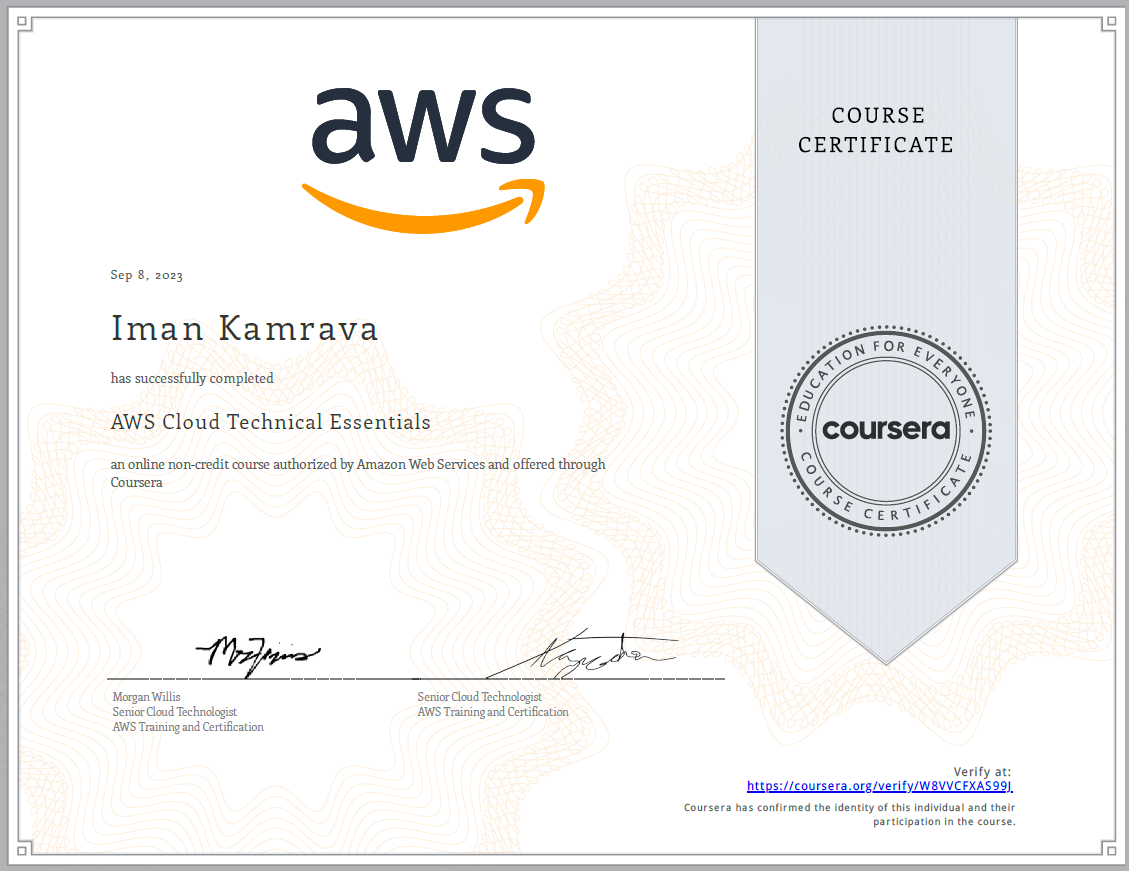 aws
COURSE
CERTIFICATE
Sep 8, 2023
Iman Kamrava
has successfully completed
AWS Cloud Technical Essentials
an online non-credit course authorized by Amazon Web Services and offered through
Coursera
EDUCATION FOR EVERYONE
coursera
COURSE CERTIFICATE
Morgan Willis
Senior Cloud Technologist
AWS Training and Certification
Senior Cloud Technologist
AWS Training and Certification
Verify at:
https://coursera.org/verify/W8VVCFXAS99J
Coursera has confirmed the identity of this individual and their
participation in the course.